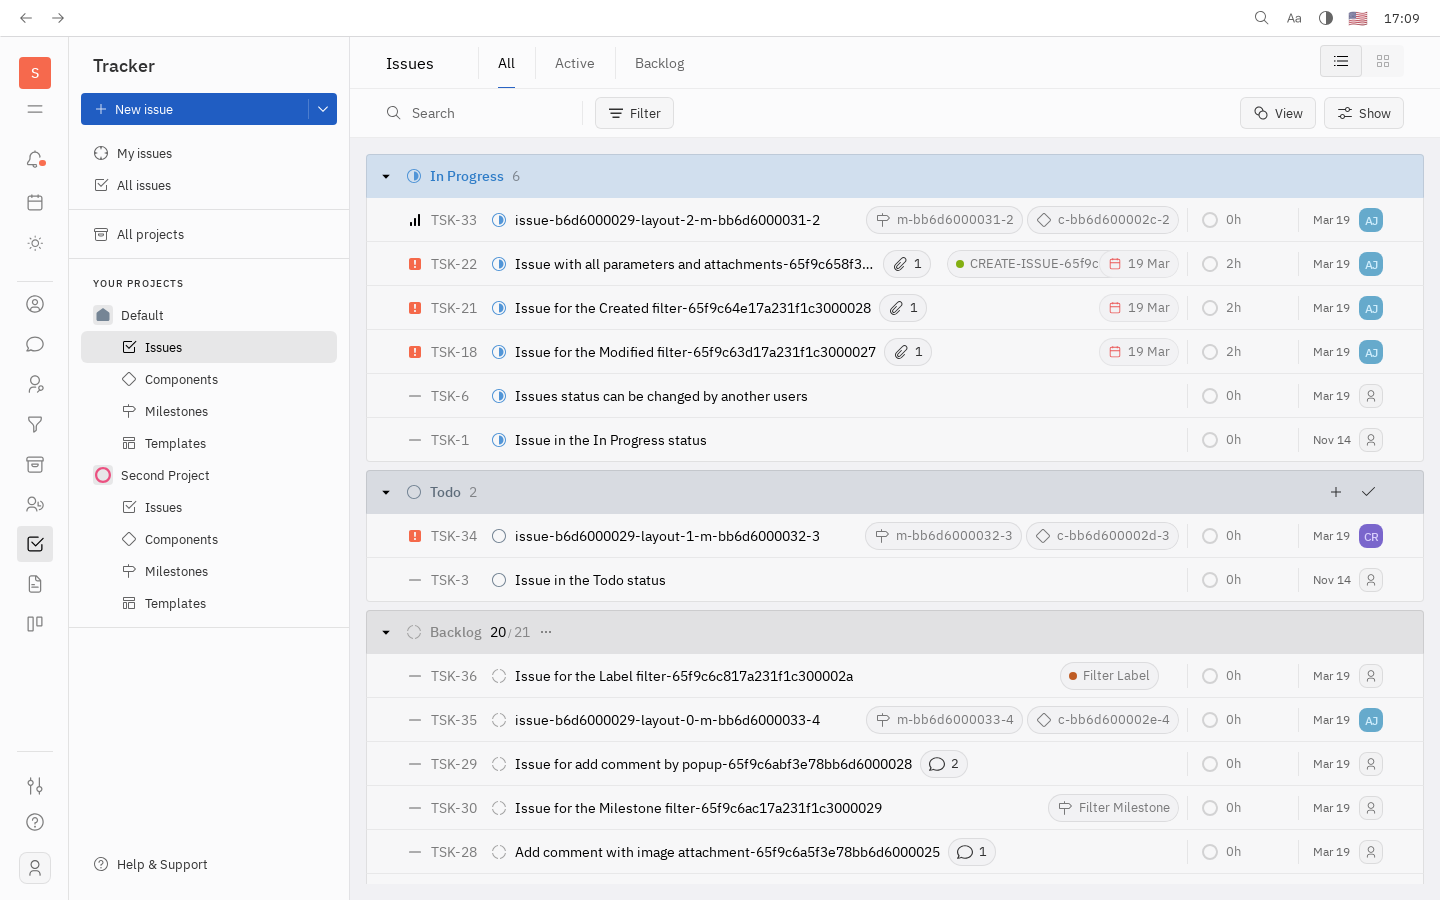 Aa
17:09
S
Tracker
New issue
My issues
All issues
All projects
YOUR PROJECTS
Default
Issues
Components
Milestones
Templates
Second Project
Issues
Components
Milestones
Templates
Help & Support
Issues
All
Active
Backlog
Search
Filter
View
Show
In Progress 6
TSK-33 issue-b6d6000029-layout-2-m-bb6d6000031-2 m-bb6d6000031-2 c-bb6d600002c-2 0h Mar 19 AJ
TSK-22 Issue with all parameters and attachments-65f9c658f3... 1 CREATE-ISSUE-65f9c 19 Mar 2h Mar 19 AJ
TSK-21 Issue for the Created filter-65f9c64e17a231f1c3000028 1 19 Mar 2h Mar 19 AJ
TSK-18 Issue for the Modified filter-65f9c63d17a231f1c3000027 1 19 Mar 2h Mar 19 AJ
TSK-6 Issues status can be changed by another users 0h Mar 19
TSK-1 Issue in the In Progress status 0h Nov 14
Todo 2
TSK-34 issue-b6d6000029-layout-1-m-bb6d6000032-3 m-bb6d6000032-3 c-bb6d600002d-3 0h Mar 19 CR
TSK-3 Issue in the Todo status 0h Nov 14
Backlog 20/21 ...
TSK-36 Issue for the Label filter-65f9c6c817a231f1c300002a Filter Label 0h Mar 19
TSK-35 issue-b6d6000029-layout-0-m-bb6d6000033-4 m-bb6d6000033-4 c-bb6d600002e-4 0h Mar 19 AJ
TSK-29 Issue for add comment by popup-65f9c6abf3e78bb6d6000028 2 0h Mar 19
TSK-30 Issue for the Milestone filter-65f9c6ac17a231f1c3000029 Filter Milestone 0h Mar 19
TSK-28 Add comment with image attachment-65f9c6a5f3e78bb6d6000025 1 0h Mar 19